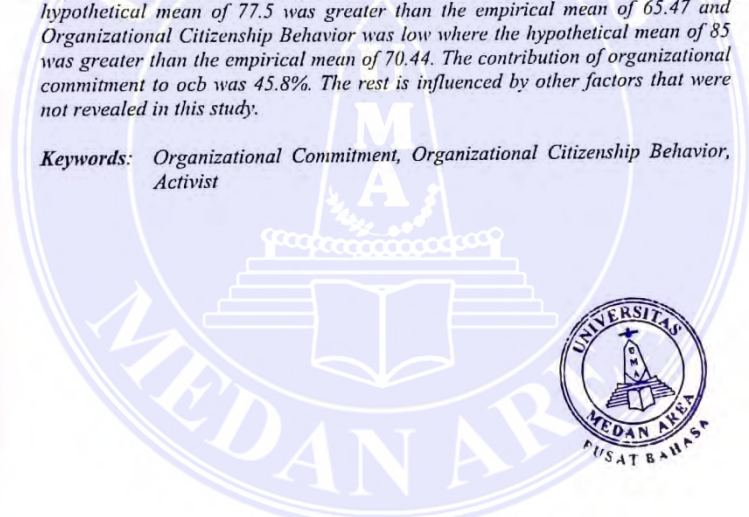 hypothetical mean of 77.5 was greater than the empirical mean of 65.47 and
Organizational Citizenship Behavior was low where the hypothetical mean of 85
was greater than the empirical mean of 70.44. The contribution of organizational
commitment to ocb was 45.8%. The rest is influenced by other factors that were
not revealed in this study.
Keywords: Organizational Commitment, Organizational Citizenship Behavior,
Activist
UMA
MEDAN AREA
UNIVERSITAS
UMA
MEDAN AREA
PUSAT BAHASA